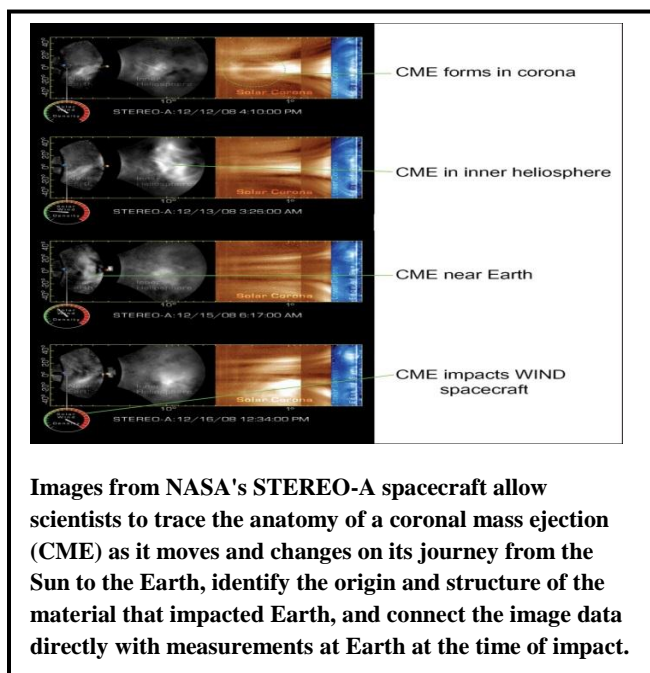 CME forms in corona
Solar Corona
STEREO-A: 12/12/08 4:10:00 PM
CME in inner heliosphere
STEREO-A: 12/13/08 3:26:00 AM
CME near Earth
Solar Corona
STEREO-A: 12/15/08 6:17:00 AM
CME impacts WIND
spacecraft
STEREO-A: 12/16/08 12:34:00 PM
Images from NASA's STEREO-A spacecraft allow
scientists to trace the anatomy of a coronal mass ejection
(CME) as it moves and changes on its journey from the
Sun to the Earth, identify the origin and structure of the
material that impacted Earth, and connect the image data
directly with measurements at Earth at the time of impact.